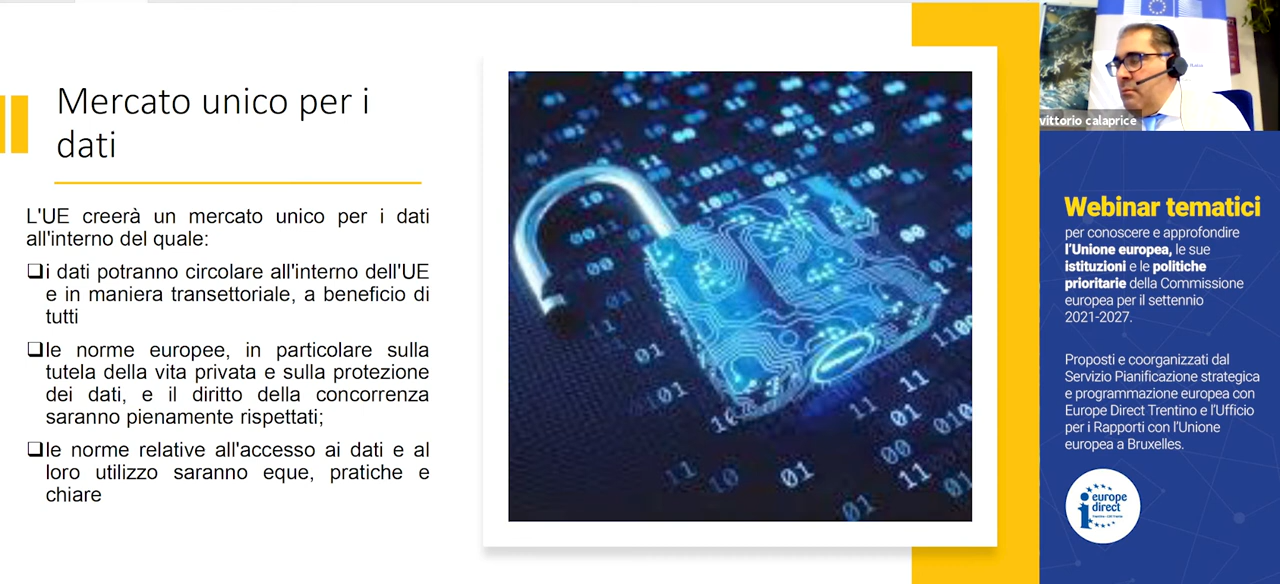 Mercato unico per i
dati
L'UE creerà un mercato unico per i dati
all'interno del quale:
❑i dati potranno circolare all'interno dell'UE
e in maniera transettoriale, a beneficio di
tutti
❑le norme europee, in particolare sulla
tutela della vita privata e sulla protezione
dei dati, e il diritto della concorrenza
saranno pienamente rispettati;
❑le norme relative all'accesso ai dati e al
loro utilizzo saranno eque, pratiche e
chiare
vittorio calaprice
Webinar tematici
per conoscere e approfondire
l'Unione europea, le sue
istituzioni e le politiche
prioritarie della Commissione
europea per il settennio
2021-2027.
Proposti e coorganizzati dal
Servizio Pianificazione strategica
e programmazione europea con
Europe Direct Trentino e l'Ufficio
per i Rapporti con l'Unione
europea a Bruxelles.
europe
direct